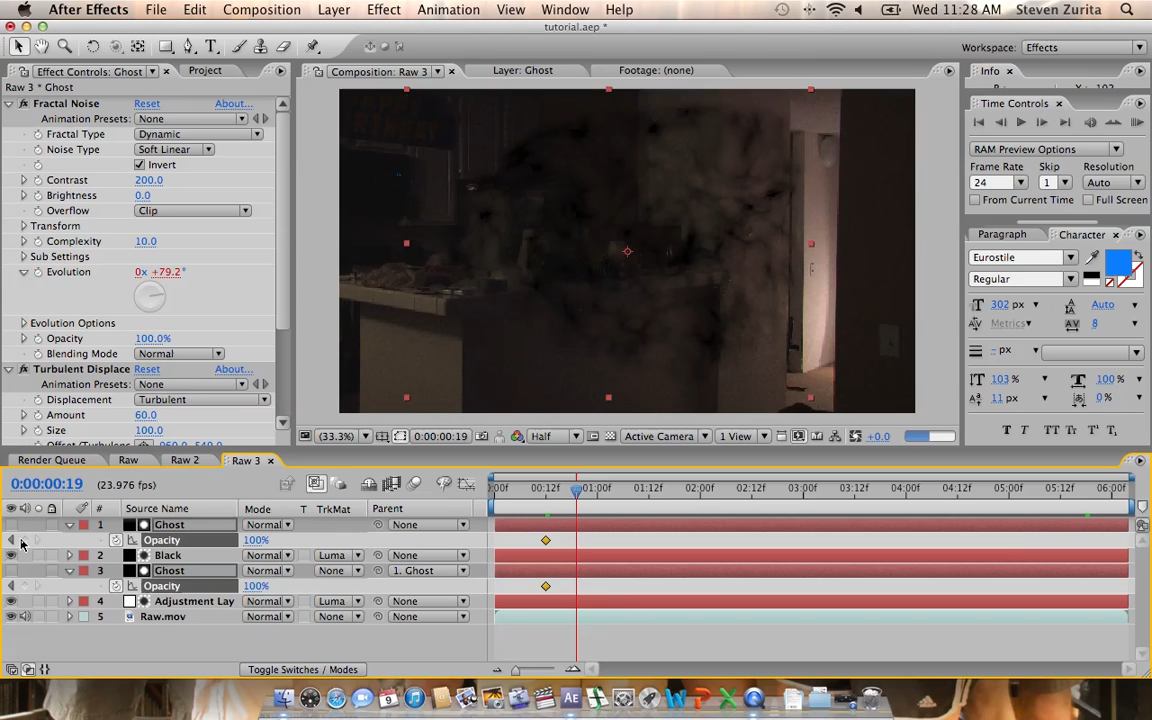 After Effects File Edit Composition Layer Effect Animation View Window Help Wed 11:28 AM Steven Zurita
tutorial.aep *
Workspace: Effects
Effect Controls: Ghost Project Composition: Raw 3 Layer: Ghost Footage: (none) Info
Raw 3 * Ghost
Fractal Noise Reset About...
Animation Presets: None
Fractal Type Dynamic
Noise Type Soft Linear
Invert
Contrast 200.0
Brightness 0.0
Overflow Clip
Transform
Complexity 10.0
Sub Settings
Evolution 0x +79.2°
Evolution Options
Opacity 100.0%
Blending Mode Normal
Turbulent Displace Reset About...
Animation Presets: None
Displacement Turbulent
Amount 60.0
Size 100.0
(33.3%) 0:00:00:19 Half Active Camera 1 View +0.0
Time Controls
RAM Preview Options
Frame Rate Skip Resolution
24 1 Auto
From Current Time Full Screen
Paragraph Character
Eurostile
Regular
302 px Auto
Metrics 8
- px
103 % 100 %
11 px 0 %
T T TT Tr T¹ T₁
Render Queue Raw Raw 2 Raw 3
0:00:00:19 (23.976 fps) :00f 00:12f 01:00f 01:12f 02:00f 02:12f 03:00f 03:12f 04:00f 04:12f 05:00f 05:12f 06:00f
# Source Name Mode T TrkMat Parent
1 Ghost Normal None
Opacity 100%
2 Black Normal Luma None
3 Ghost Normal None 1. Ghost
Opacity 100%
4 Adjustment Lay Normal Luma None
5 Raw.mov Normal None None
Toggle Switches / Modes